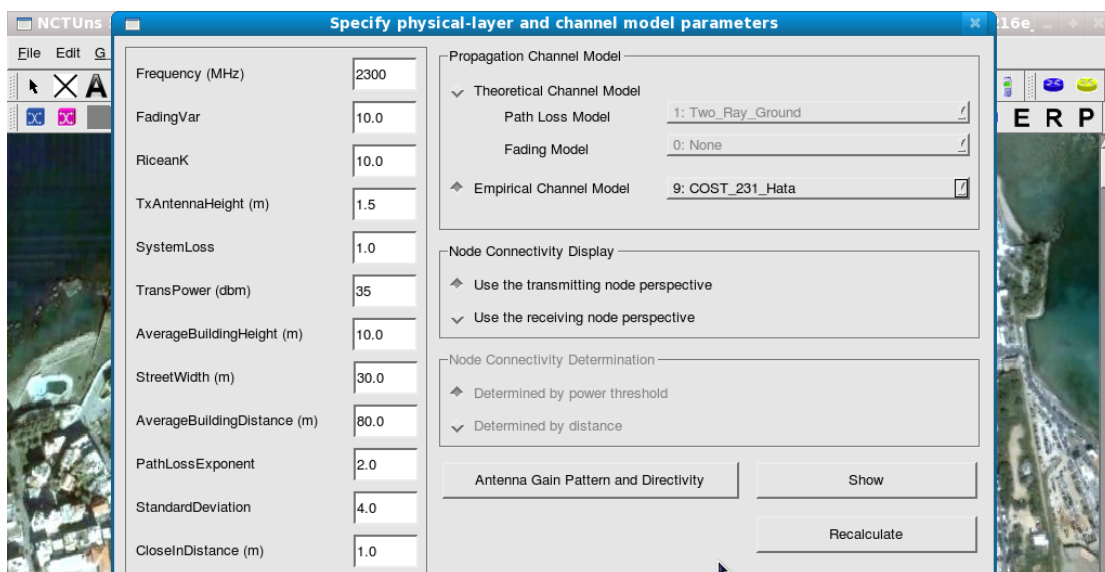 NCTUns
Specify physical-layer and channel model parameters
16e_
File Edit G
A
E R P
Frequency (MHz) 2300
FadingVar 10.0
RiceanK 10.0
TxAntennaHeight (m) 1.5
SystemLoss 1.0
TransPower (dbm) 35
AverageBuildingHeight (m) 10.0
StreetWidth (m) 30.0
AverageBuildingDistance (m) 80.0
PathLossExponent 2.0
StandardDeviation 4.0
CloseInDistance (m) 1.0
Propagation Channel Model
Theoretical Channel Model
Path Loss Model 1: Two_Ray_Ground
Fading Model 0: None
Empirical Channel Model 9: COST_231_Hata
Node Connectivity Display
Use the transmitting node perspective
Use the receiving node perspective
Node Connectivity Determination
Determined by power threshold
Determined by distance
Antenna Gain Pattern and Directivity Show
Recalculate